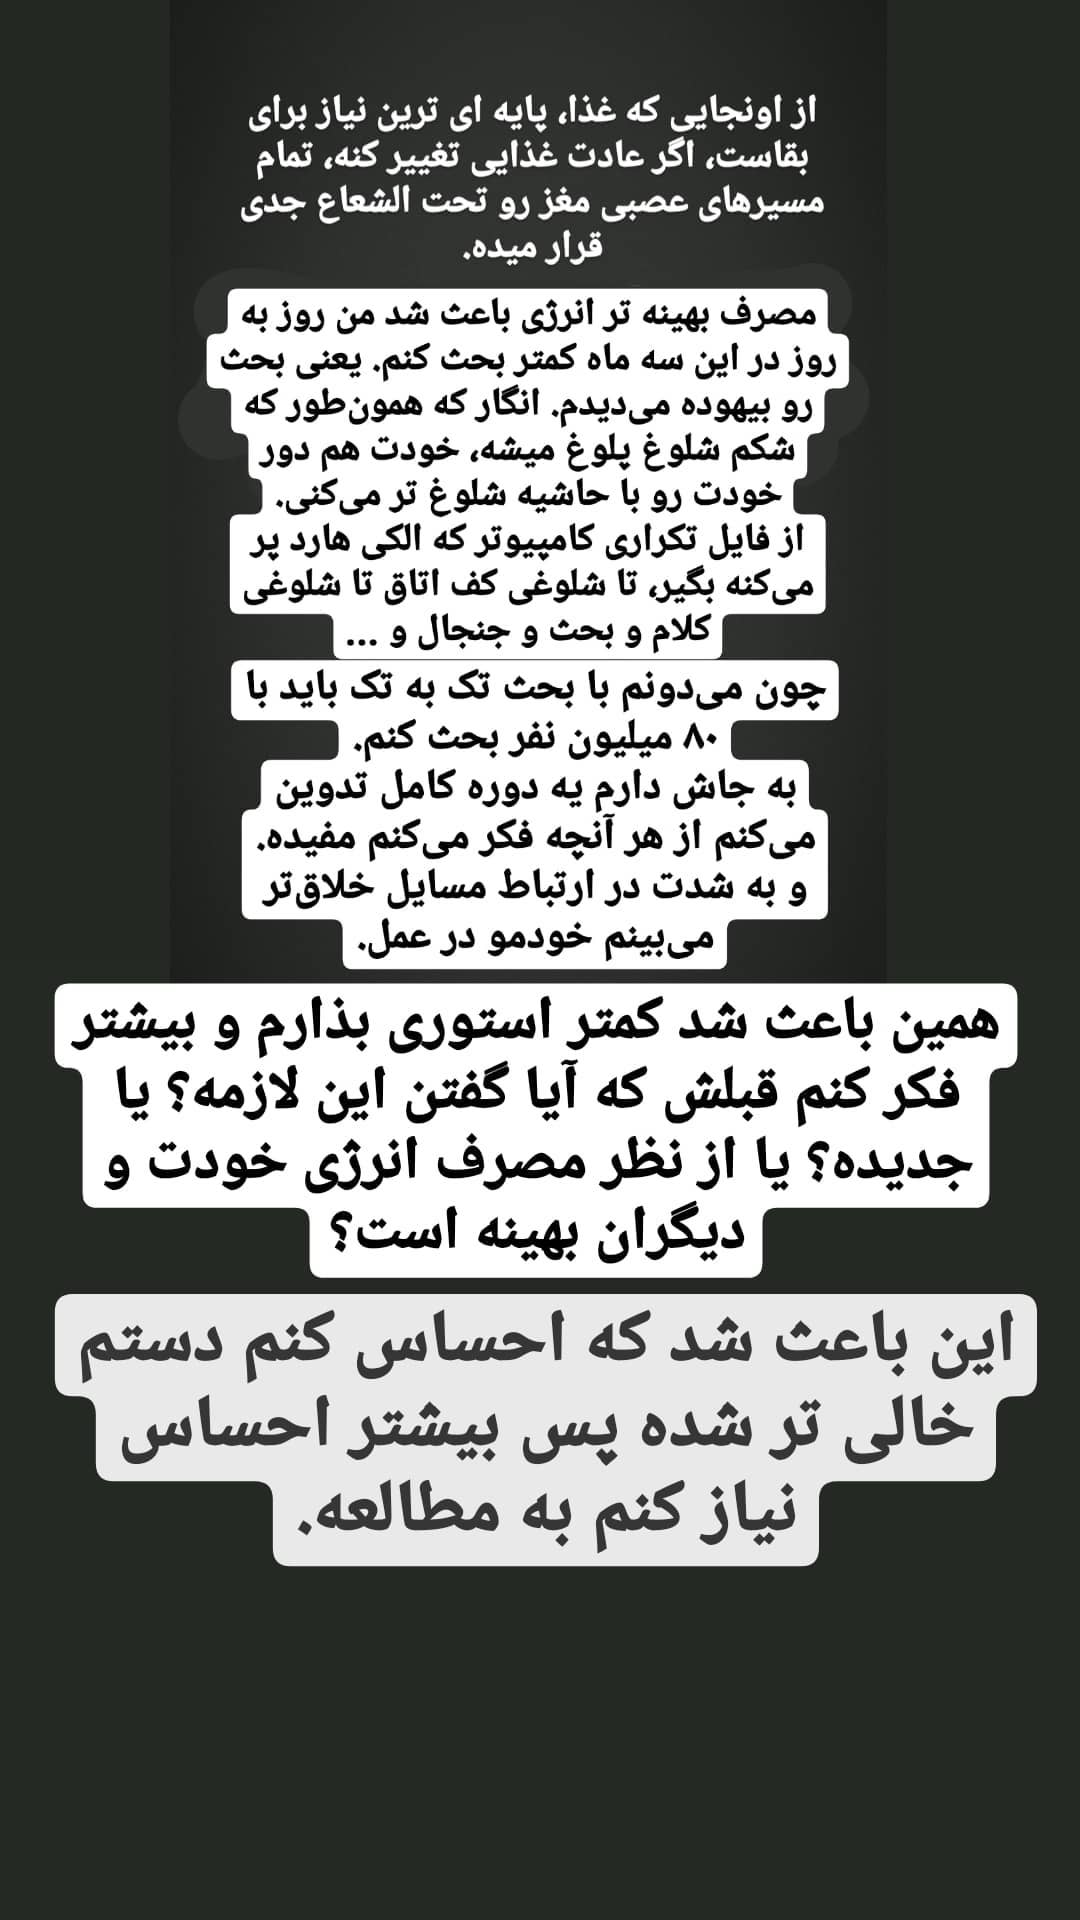 از اونجایی که غذا، پایه ای ترین نیاز برای
بقاست، اگر عادت غذایی تغییر کنه، تمام
مسیرهای عصبی مغز رو تحت الشعاع جدی
قرار میده.
مصرف بهینه تر انرژی باعث شد من روز به
روز در این سه ماه کمتر بحث کنم. یعنی بحث
رو بیهوده می‌دیدم. انگار که همون‌طور که
شکم شلوغ پلوغ میشه، خودت هم دور
خودت رو با حاشیه شلوغ تر می‌کنی.
از فایل تکراری کامپیوتر که الکی هارد پر
می‌کنه بگیر، تا شلوغی کف اتاق تا شلوغی
کلام و بحث و جنجال و ...
چون می‌دونم با بحث تک به تک باید با
۸۰ میلیون نفر بحث کنم.
به جاش دارم یه دوره کامل تدوین
می‌کنم از هر آنچه فکر می‌کنم مفیده.
و به شدت در ارتباط مسایل خلاق‌تر
می‌بینم خودمو در عمل.
همین باعث شد کمتر استوری بذارم و بیشتر
فکر کنم قبلش که آیا گفتن این لازمه؟ یا
جدیده؟ یا از نظر مصرف انرژی خودت و
دیگران بهینه است؟
این باعث شد که احساس کنم دستم
خالی تر شده پس بیشتر احساس
نیاز کنم به مطالعه.